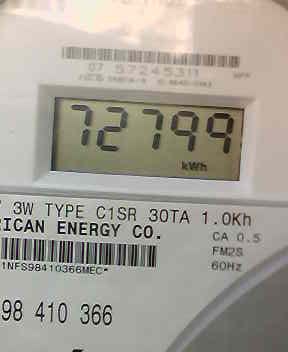 07 57245311
72799
kWh
3W TYPE C1SR 30TA 1.0Kh
RICAN ENERGY CO.
CA 0.5
FM2S
1NFS98410366MEC*
60Hz
98 410 366